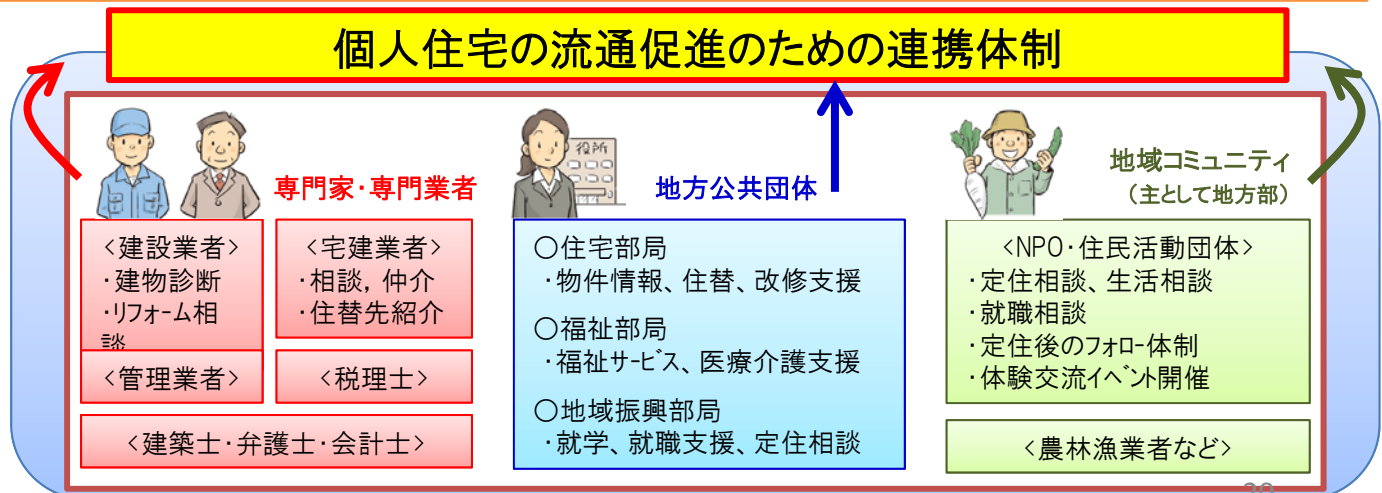 個人住宅の流通促進のための連携体制
役所
専門家・専門業者
<建設業者>
・建物診断
・リフォーム相
談
<宅建業者>
・相談，仲介
・住替先紹介
<管理業者>
<税理士>
<建築士・弁護士・会計士>
地方公共団体
〇住宅部局
・物件情報、住替、改修支援
〇福祉部局
・福祉サービス、医療介護支援
〇地域振興部局
・就学、就職支援、定住相談
地域コミュニティ
（主として地方部）
<NPO・住民活動団体>
・定住相談、生活相談
・就職相談
・定住後のフォロー体制
・体験交流イベント開催
<農林漁業者など>